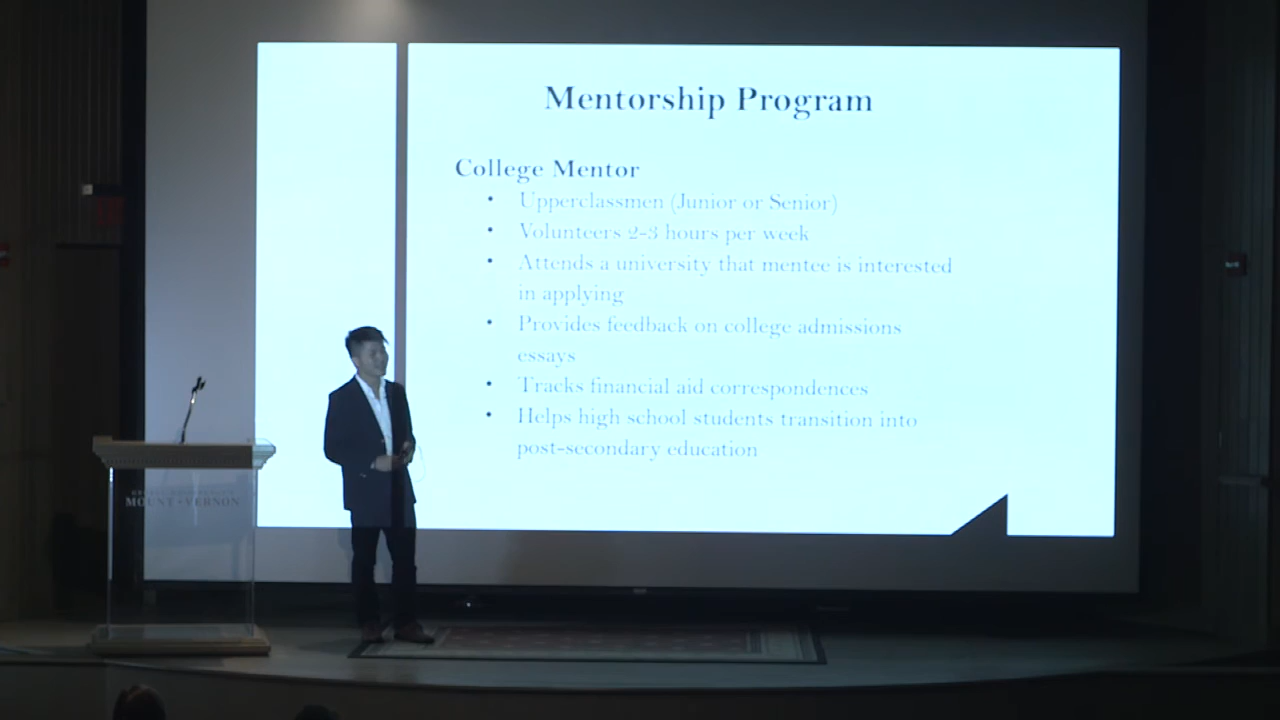 Mentorship Program
College Mentor
• Upperclassmen (Junior or Senior)
• Volunteers 2-3 hours per week
• Attends a university that mentee is interested
in applying
• Provides feedback on college admissions
essays
• Tracks financial aid correspondences
• Helps high school students transition into
post-secondary education
MOUNT VERNON